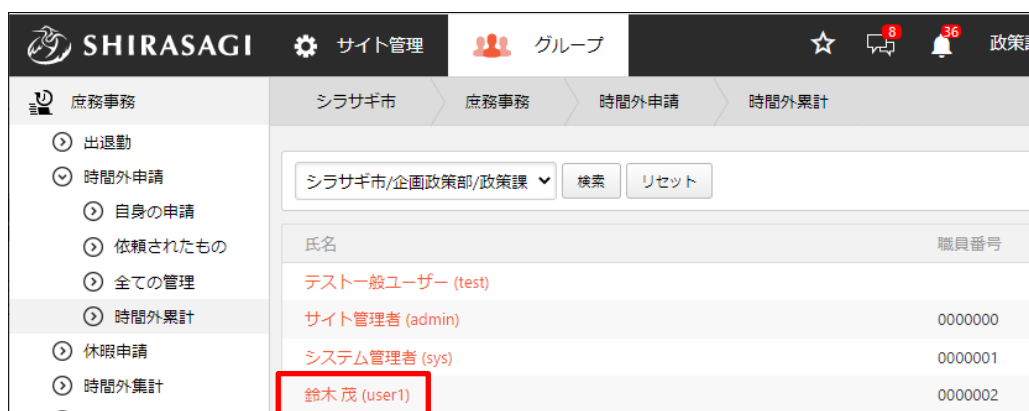 SHIRASAGI サイト管理 グループ 8 36 政策
庶務事務 シラサギ市 庶務事務 時間外申請 時間外累計
出退勤
時間外申請
シラサギ市/企画政策部/政策課 検索 リセット
自身の申請
依頼されたもの
氏名 職員番号
全ての管理
テスト一般ユーザー (test)
時間外累計
サイト管理者 (admin) 0000000
休暇申請
システム管理者 (sys) 0000001
時間外集計
鈴木 茂 (user1) 0000002